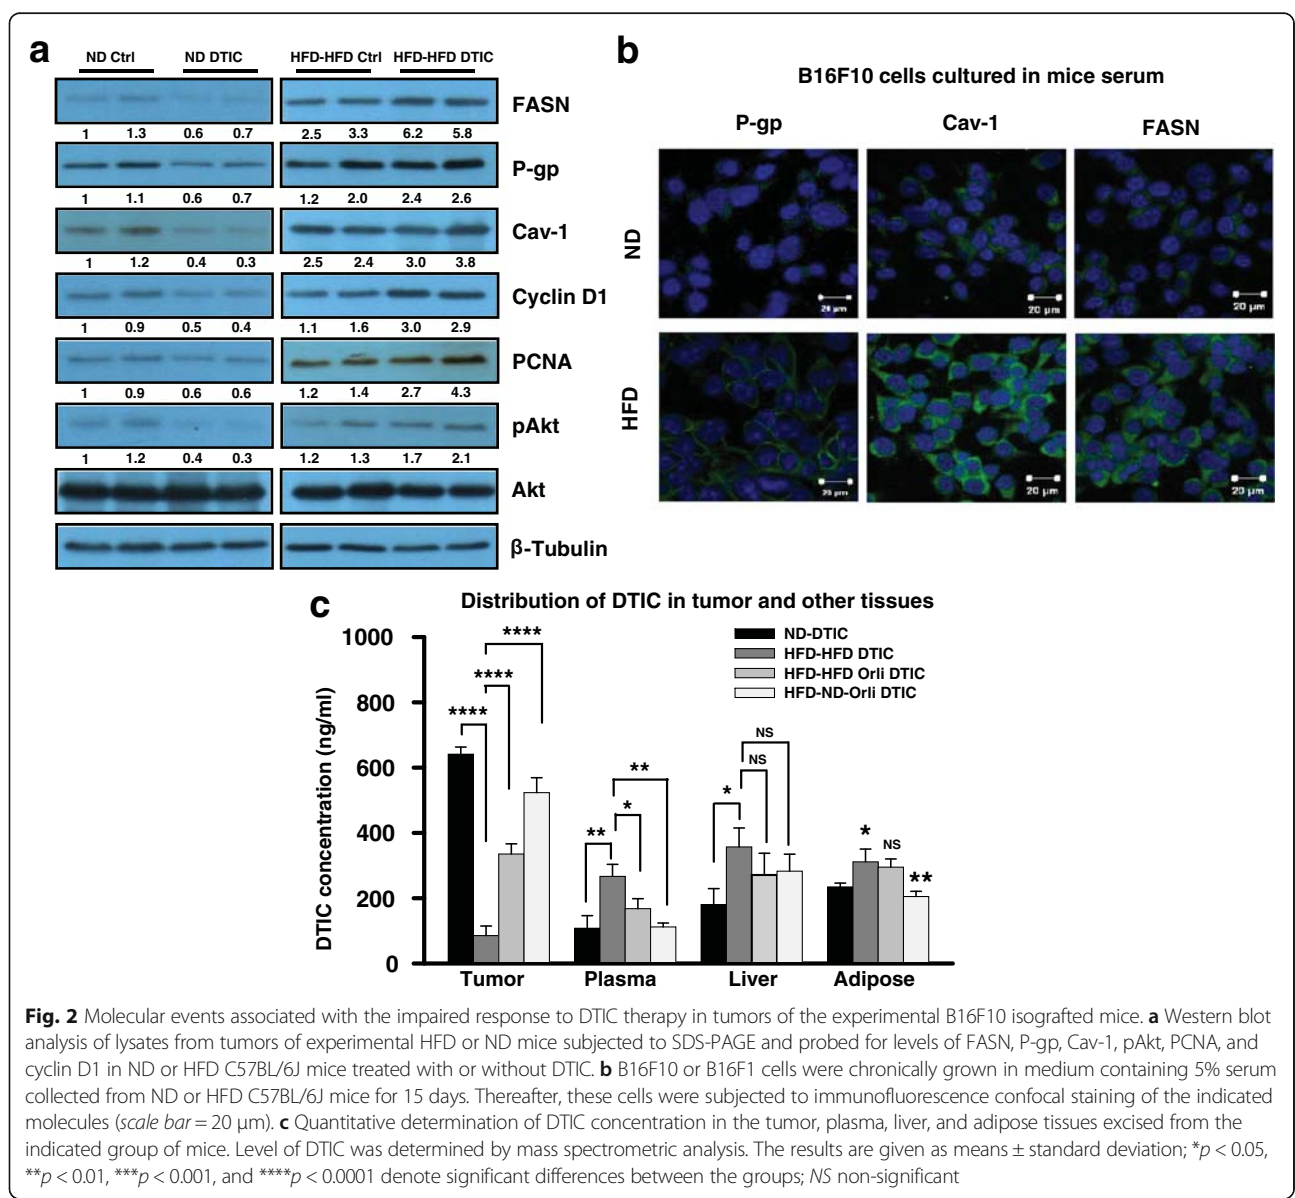 a
ND Ctrl ND DTIC HFD-HFD Ctrl HFD-HFD DTIC
FASN
1 1.3 0.6 0.7 2.5 3.3 6.2 5.8
P-gp
1 1.1 0.6 0.7 1.2 2.0 2.4 2.6
Cav-1
1 1.2 0.4 0.3 2.5 2.4 3.0 3.8
Cyclin D1
1 0.9 0.5 0.4 1.1 1.6 3.0 2.9
PCNA
1 0.9 0.6 0.6 1.2 1.4 2.7 4.3
pAkt
1 1.2 0.4 0.3 1.2 1.3 1.7 2.1
Akt
β-Tubulin
b
B16F10 cells cultured in mice serum
P-gp Cav-1 FASN
ND
20 µm 20 µm 20 µm
HFD
20 µm 20 µm 20 µm
c
Distribution of DTIC in tumor and other tissues
ND-DTIC
HFD-HFD DTIC
HFD-HFD Orli DTIC
HFD-ND-Orli DTIC
DTIC concentration (ng/ml)
1000
800
600
400
200
0
**** **** ****
** * **
* NS NS
* NS **
Tumor Plasma Liver Adipose
Fig. 2 Molecular events associated with the impaired response to DTIC therapy in tumors of the experimental B16F10 isografted mice. a Western blot
analysis of lysates from tumors of experimental HFD or ND mice subjected to SDS-PAGE and probed for levels of FASN, P-gp, Cav-1, pAkt, PCNA, and
cyclin D1 in ND or HFD C57BL/6J mice treated with or without DTIC. b B16F10 or B16F1 cells were chronically grown in medium containing 5% serum
collected from ND or HFD C57BL/6J mice for 15 days. Thereafter, these cells were subjected to immunofluorescence confocal staining of the indicated
molecules (scale bar = 20 µm). c Quantitative determination of DTIC concentration in the tumor, plasma, liver, and adipose tissues excised from the
indicated group of mice. Level of DTIC was determined by mass spectrometric analysis. The results are given as means ± standard deviation; *p < 0.05,
**p < 0.01, ***p < 0.001, and ****p < 0.0001 denote significant differences between the groups; NS non-significant